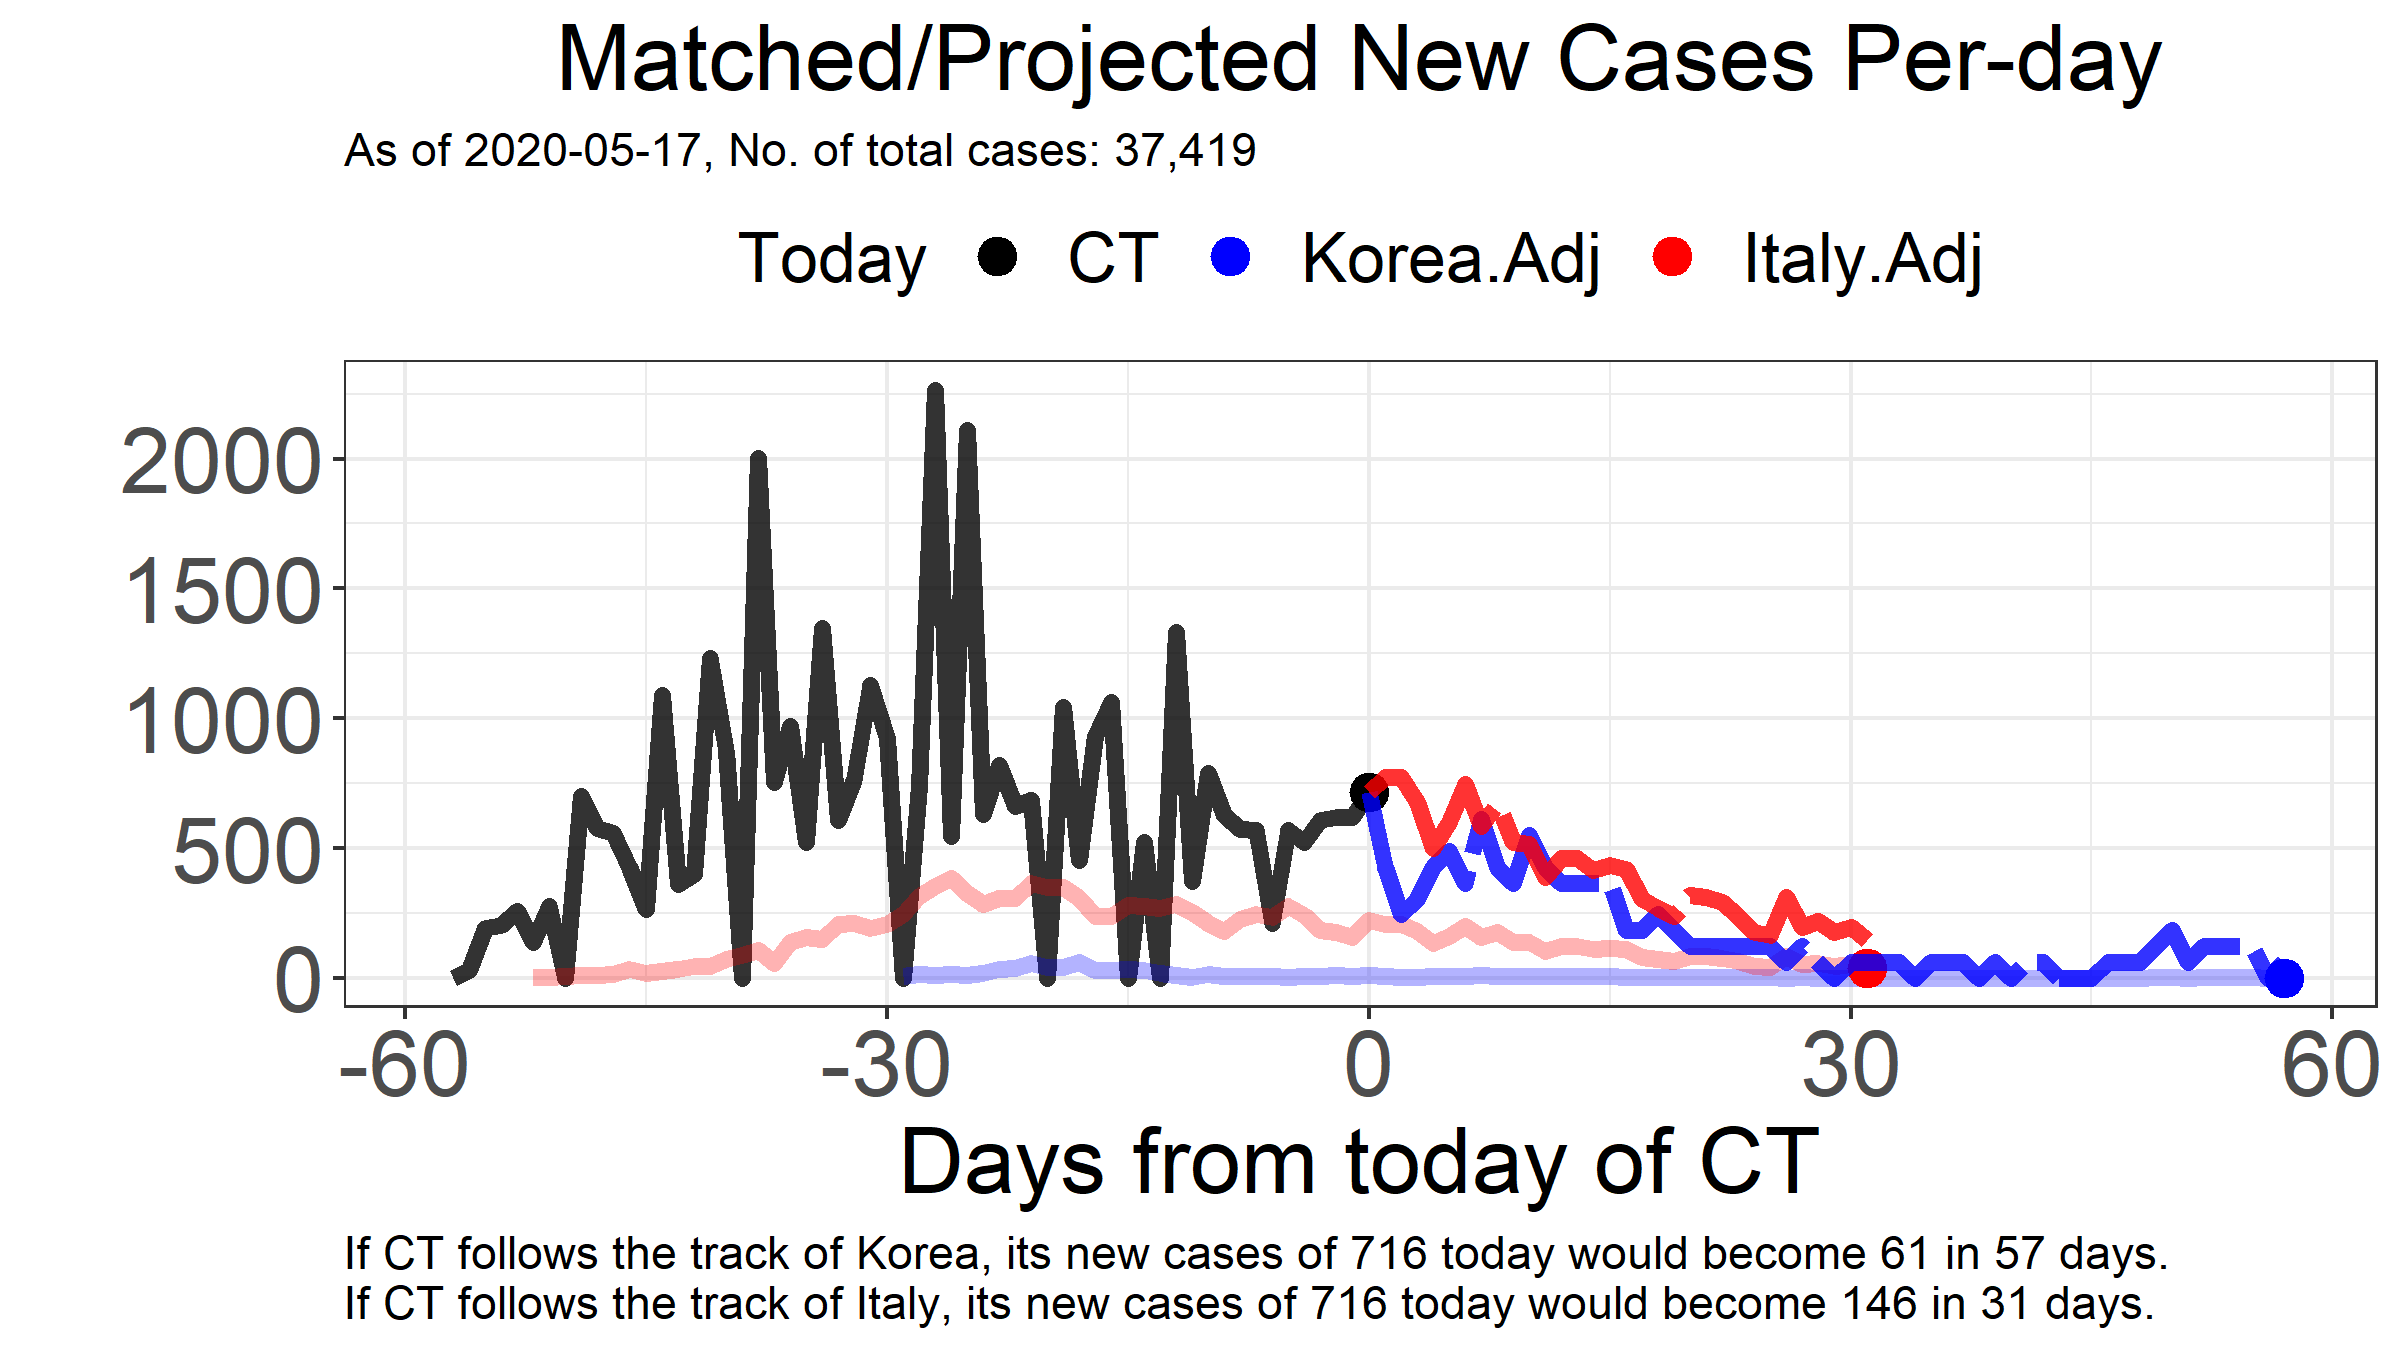 Matched/Projected New Cases Per-day
As of 2020-05-17, No. of total cases: 37,419
Today CT Korea.Adj Italy.Adj
2000
1500
1000
500
0
-60 -30 0 30 60
Days from today of CT
If CT follows the track of Korea, its new cases of 716 today would become 61 in 57 days.
If CT follows the track of Italy, its new cases of 716 today would become 146 in 31 days.